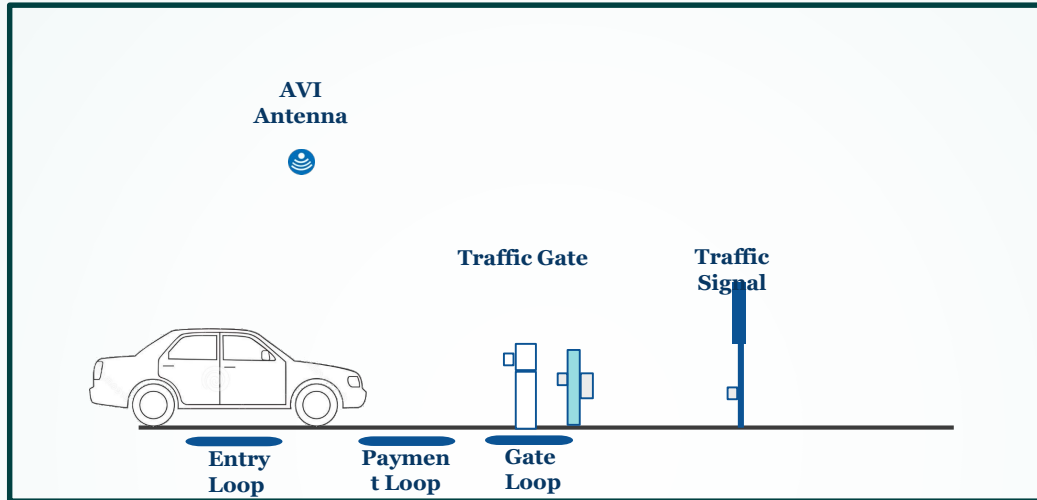 AVI
Antenna
Traffic Gate
Traffic
Signal
Entry
Loop
Paymen
t Loop
Gate
Loop